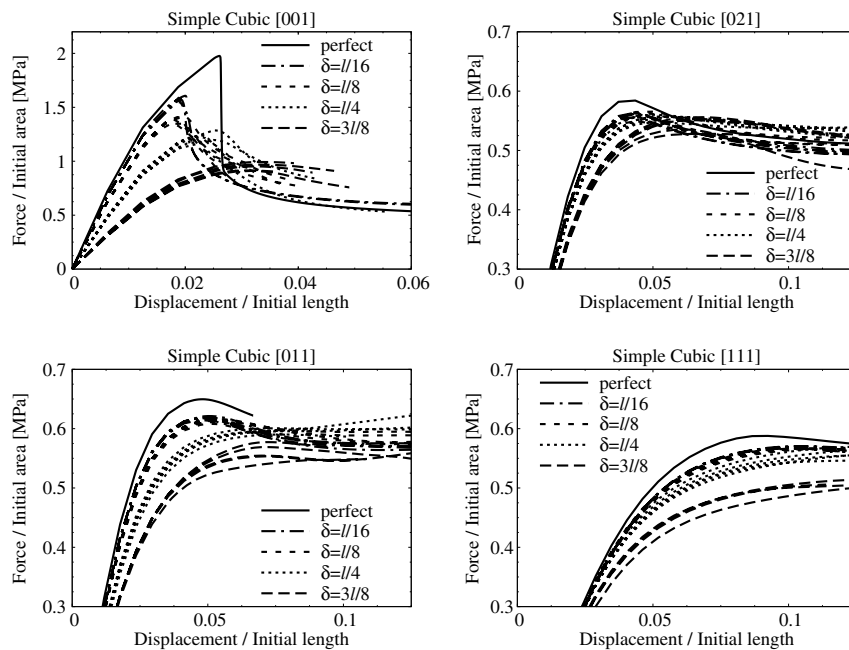 Simple Cubic [001]
Force / Initial area [MPa]
2
1.5
1
0.5
0
0
0.02
0.04
0.06
Displacement / Initial length
perfect
δ=l/16
δ=l/8
δ=l/4
δ=3l/8
Simple Cubic [021]
Force / Initial area [MPa]
0.7
0.6
0.5
0.4
0.3
0
0.05
0.1
Displacement / Initial length
perfect
δ=l/16
δ=l/8
δ=l/4
δ=3l/8
Simple Cubic [011]
Force / Initial area [MPa]
0.7
0.6
0.5
0.4
0.3
0
0.05
0.1
Displacement / Initial length
perfect
δ=l/16
δ=l/8
δ=l/4
δ=3l/8
Simple Cubic [111]
Force / Initial area [MPa]
0.7
0.6
0.5
0.4
0.3
0
0.05
0.1
Displacement / Initial length
perfect
δ=l/16
δ=l/8
δ=l/4
δ=3l/8